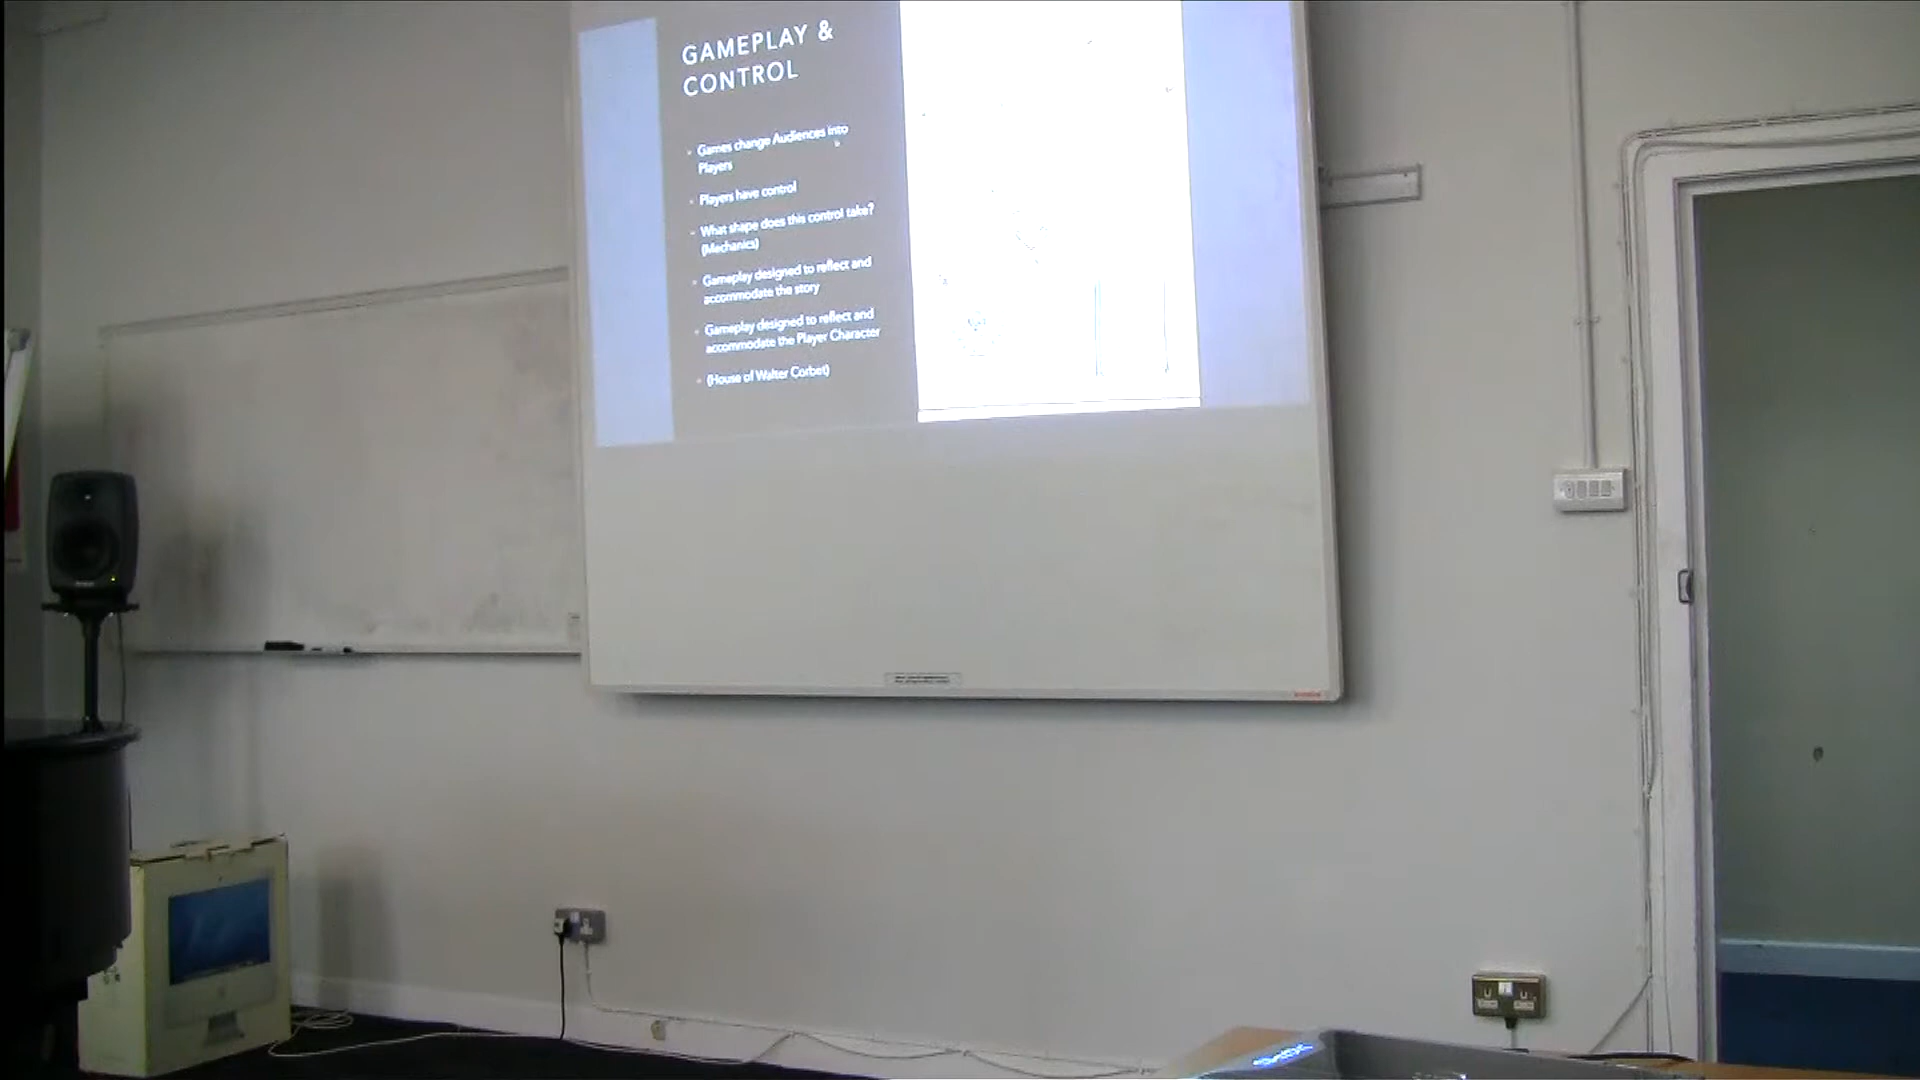 GAMEPLAY &
CONTROL
Games change Audiences into
Players
Players have control
What shape does this control take?
(Mechanics)
Gameplay designed to reflect and
accommodate the story
Gameplay designed to reflect and
accommodate the Player Character
(House of Walter Corbet)